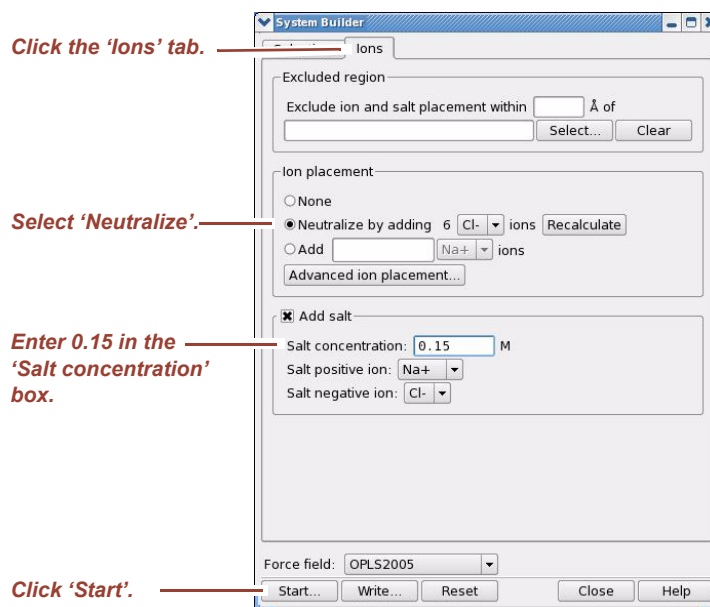 System Builder
Click the 'Ions' tab.
Ions
Excluded region
Exclude ion and salt placement within Å of
Select... Clear
Ion placement
None
Select 'Neutralize'.
Neutralize by adding 6 Cl- ions Recalculate
Add Na+ ions
Advanced ion placement...
Add salt
Enter 0.15 in the
'Salt concentration'
box.
Salt concentration: 0.15 M
Salt positive ion: Na+
Salt negative ion: Cl-
Force field: OPLS2005
Click 'Start'.
Start... Write... Reset Close Help